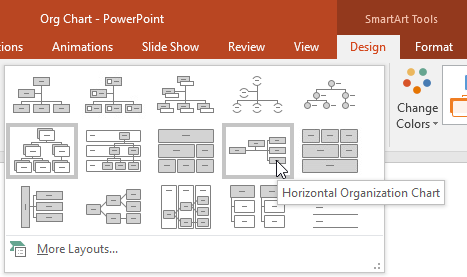 Org Chart - PowerPoint
SmartArt Tools
tions
Animations
Slide Show
Review
View
Design
Format
Change
Colors
Horizontal Organization Chart
More Layouts...